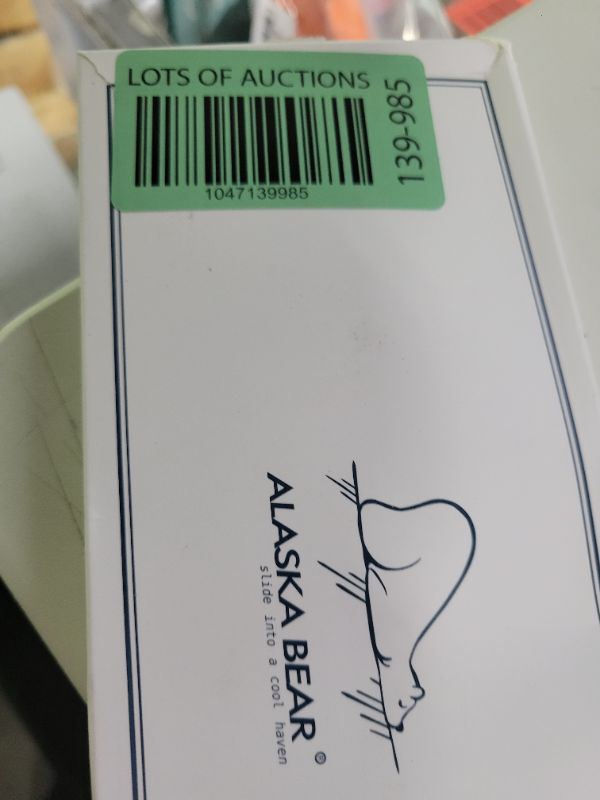 LOTS OF AUCTIONS
139-985
1047139985
ALASKA BEAR ®
slide into a cool haven